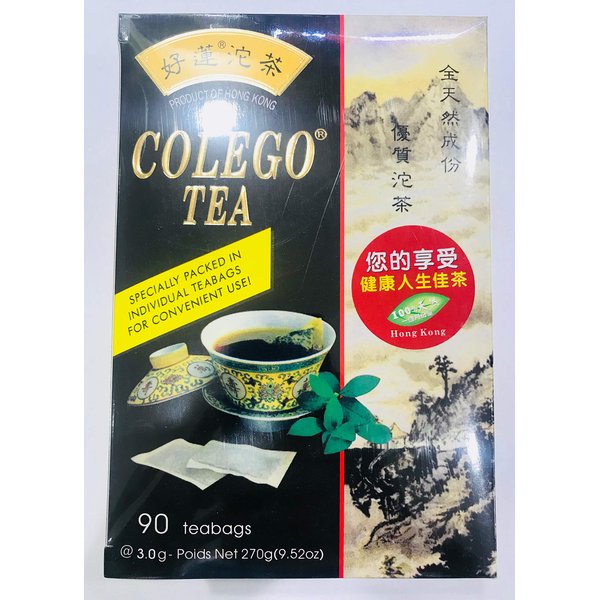 好蓮®沱茶
PRODUCT OF HONG KONG
COLEGO®
TEA
SPECIALLY PACKED IN
INDIVIDUAL TEABAGS
FOR CONVENIENT USE!
90 teabags
@ 3.0g - Poids Net 270g(9.52oz)
全天然成份
優質沱茶
您的享受
健康人生佳茶
100%
Hong Kong